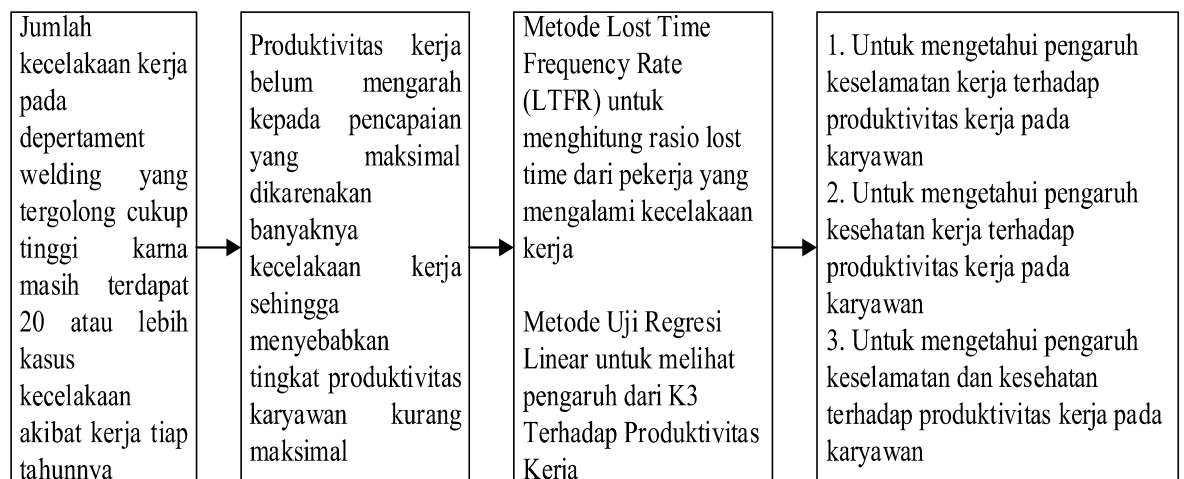 Jumlah
kecelakaan kerja
pada
depertament
welding yang
tergolong cukup
tinggi karna
masih terdapat
20 atau lebih
kasus
kecelakaan
akibat kerja tiap
tahunnya
Produktivitas kerja
belum mengarah
kepada pencapaian
yang maksimal
dikarenakan
banyaknya
kecelakaan kerja
sehingga
menyebabkan
tingkat produktivitas
karyawan kurang
maksimal
Metode Lost Time
Frequency Rate
(LTFR) untuk
menghitung rasio lost
time dari pekerja yang
mengalami kecelakaan
kerja
Metode Uji Regresi
Linear untuk melihat
pengaruh dari K3
Terhadap Produktivitas
Kerja
1. Untuk mengetahui pengaruh
keselamatan kerja terhadap
produktivitas kerja pada
karyawan
2. Untuk mengetahui pengaruh
kesehatan kerja terhadap
produktivitas kerja pada
karyawan
3. Untuk mengetahui pengaruh
keselamatan dan kesehatan
terhadap produktivitas kerja pada
karyawan